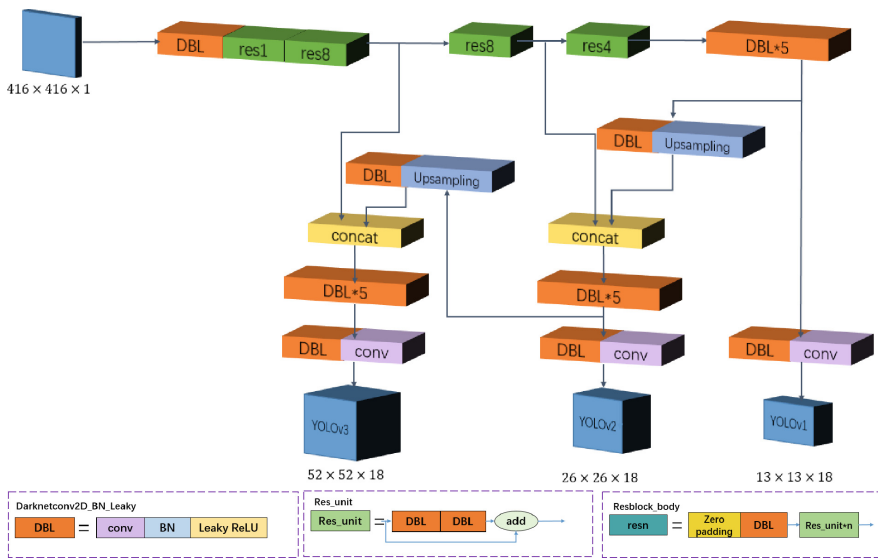 DBL
res1
res8
res8
res4
DBL*5
416 × 416 × 1
DBL
Upsampling
DBL
Upsampling
concat
concat
DBL*5
DBL*5
DBL
conv
DBL
conv
DBL
conv
YOLOv3
YOLOv2
YOLOv1
52 × 52 × 18
26 × 26 × 18
13 × 13 × 18
Darknetconv2D_BN_Leaky
DBL
=
conv
BN
Leaky ReLU
Res_unit
Res_unit
=
DBL
DBL
add
Resblock_body
resn
=
Zero
padding
DBL
Res_unit*n